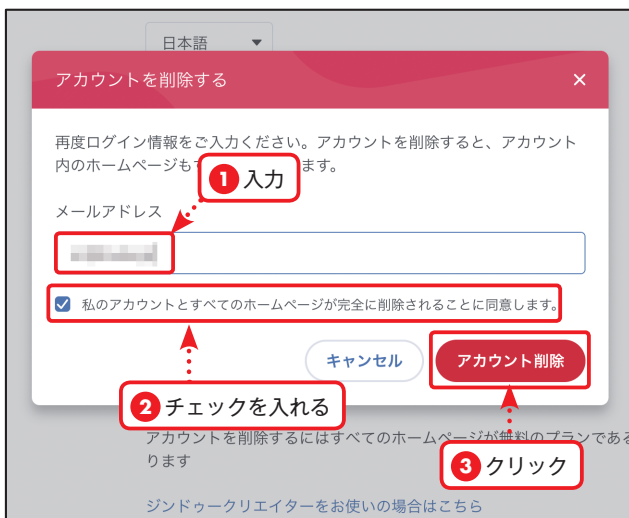 日本語
アカウントを削除する
再度ログイン情報をご入力ください。アカウントを削除すると、アカウント
内のホームページも ます。
1 入力
メールアドレス
私のアカウントとすべてのホームページが完全に削除されることに同意します。
キャンセル
アカウント削除
2 チェックを入れる
アカウントを削除するにはすべてのホームページが無料のプランである
ります
3 クリック
ジンドゥークリエイターをお使いの場合はこちら